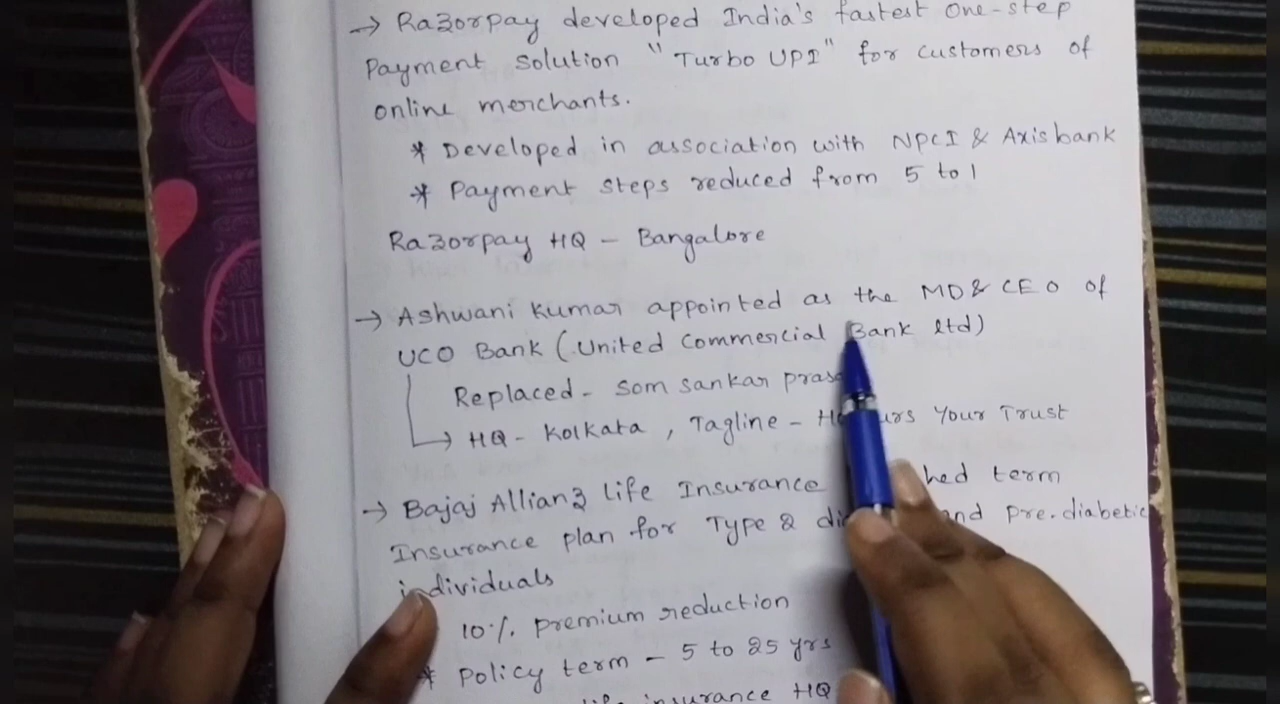 → Razorpay developed India's fastest one-step
Payment solution "Turbo UPI" for customers of
online merchants.
* Developed in association with NPCI & Axis bank
* Payment steps reduced from 5 to 1
Razorpay HQ - Bangalore
→ Ashwani Kumar appointed as the MD & CEO of
UCO Bank (United Commercial Bank ltd)
Replaced - Som sankar
→ HQ - Kolkata, Tagline - Your Trust
→ Bajaj Allianz life Insurance term
Insurance plan for Type 2 and pre-diabetic
individuals
10% premium reduction
* Policy term - 5 to 25 yrs
insurance HQ